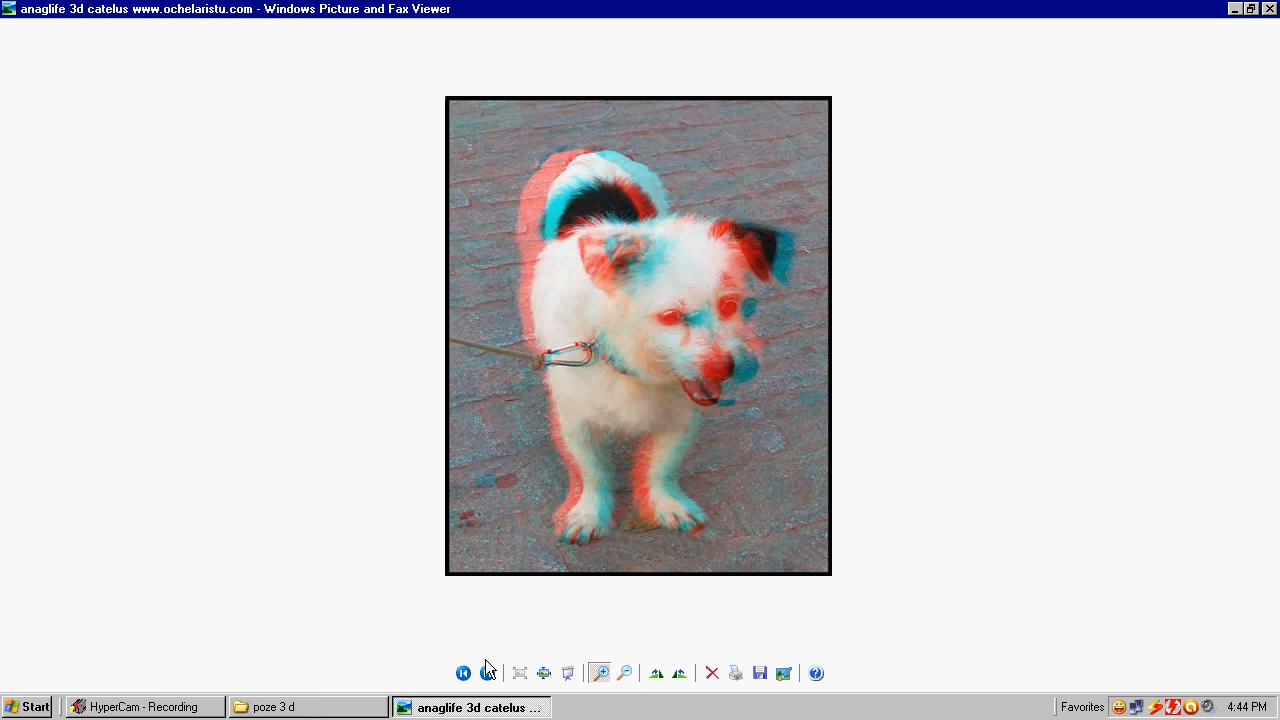 anaglife 3d catelus www.ochelaristu.com - Windows Picture and Fax Viewer
Start
HyperCam - Recording
poze 3 d
anaglife 3d catelus ...
Favorites
4:44 PM